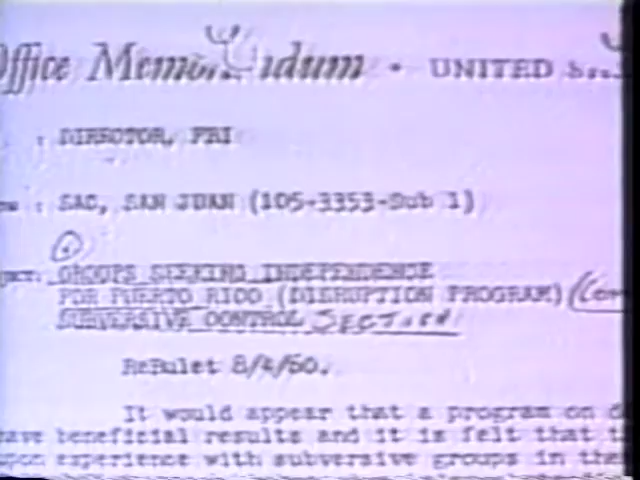 Office Memorandum • UNITED
: DIRECTOR, FBI
: SAC, SAN JUAN (105-3353-Sub 1)
GROUPS SEEKING INDEPENDENCE
FOR PUERTO RICO (DISRUPTION PROGRAM)
SUBVERSIVE CONTROL SECTION
ReBulet 8/4/60.
It would appear that a program on
have beneficial results and it is felt that
upon experience with subversive groups in the